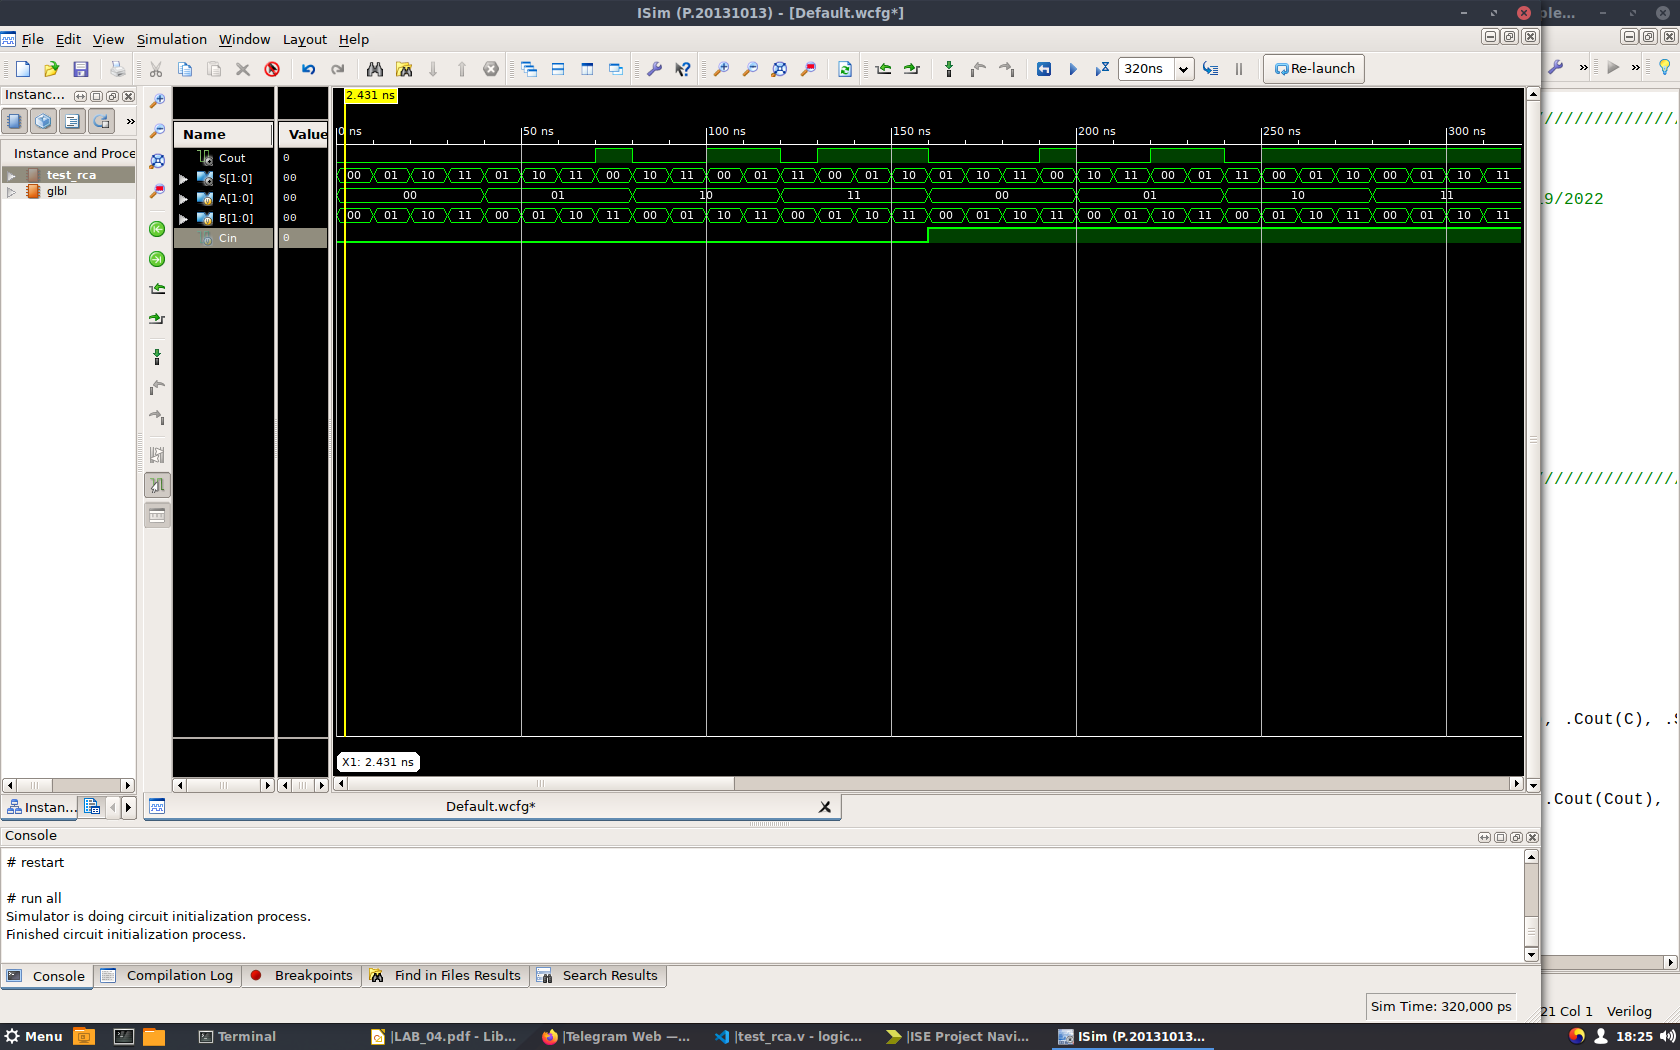 ISim (P.20131013) - [Default.wcfg*]
File Edit View Simulation Window Layout Help
320ns Re-launch
Instanc...
Instance and Proce
test_rca
glbl
Name Value
Cout 0
S[1:0] 00
A[1:0] 00
B[1:0] 00
Cin 0
2.431 ns
0 ns 50 ns 100 ns 150 ns 200 ns 250 ns 300 ns
00 01 10 11 01 10 11 00 10 11 00 01 11 00 01 10 01 10 11 00 10 11 00 01 11 00 01 10 00 01 10 11
00 01 10 11 00 01 10 11
00 01 10 11 00 01 10 11 00 01 10 11 00 01 10 11 00 01 10 11 00 01 10 11 00 01 10 11 00 01 10 11
X1: 2.431 ns
Instan...
Default.wcfg*
Console
# restart
# run all
Simulator is doing circuit initialization process.
Finished circuit initialization process.
Console Compilation Log Breakpoints Find in Files Results Search Results
Sim Time: 320,000 ps
ple...
/////////////
19/2022
/////////////
, .Cout(C), .
.Cout(Cout),
21 Col 1 Verilog
Menu Terminal |LAB_04.pdf - Lib... |Telegram Web —... |test_rca.v - logic... |ISE Project Navi... ISim (P.20131013... 18:25